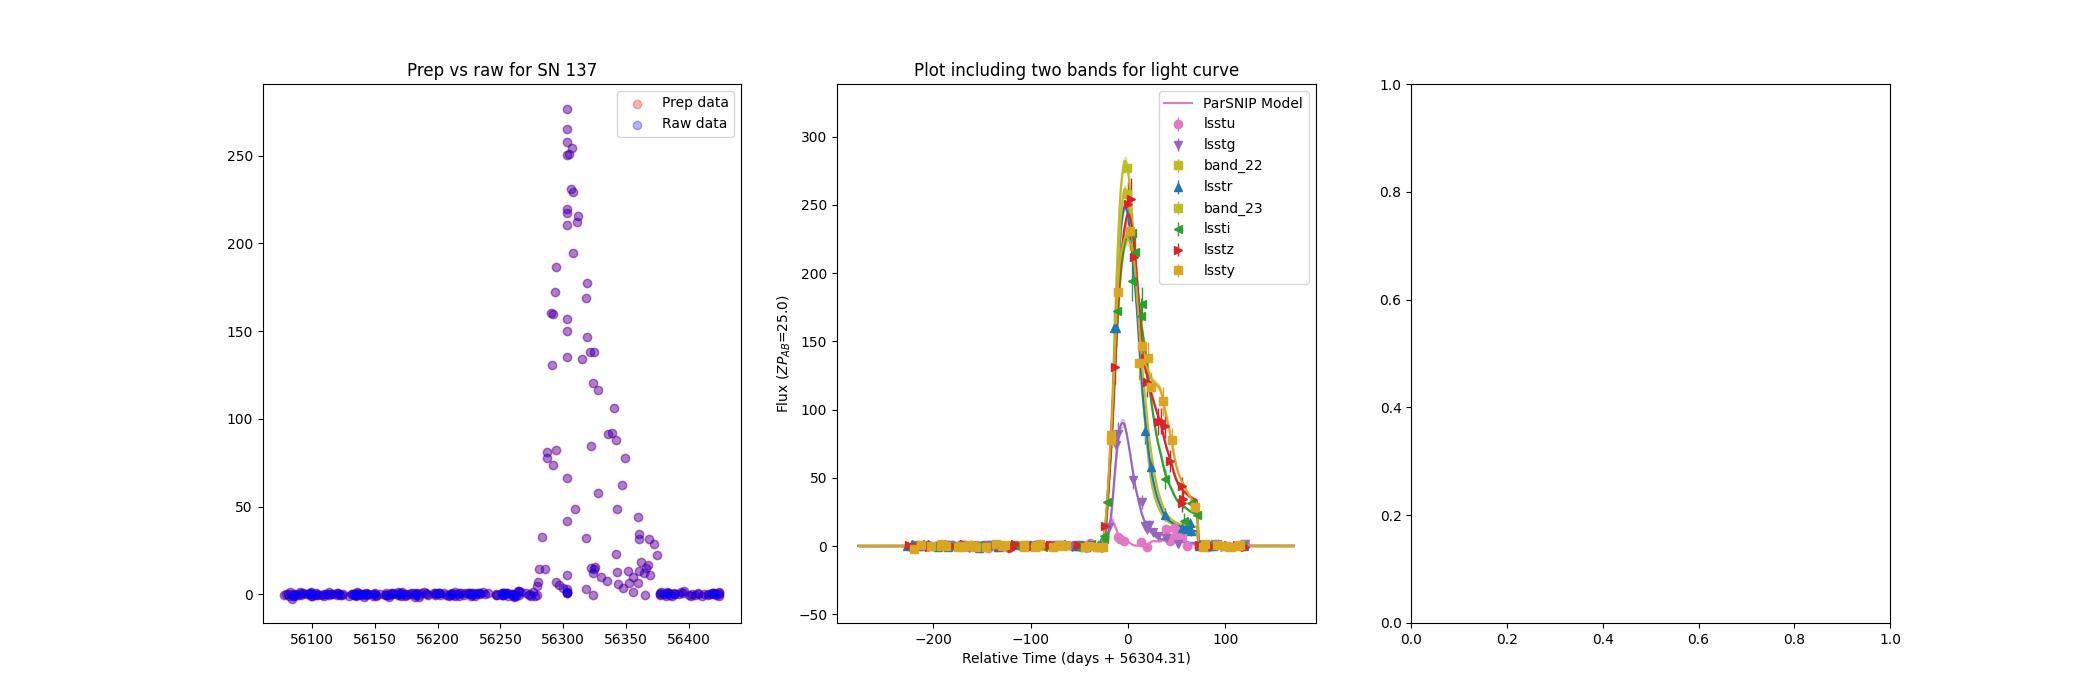 Prep vs raw for SN 137
Prep data
Raw data
250
200
150
100
50
0
56100 56150 56200 56250 56300 56350 56400
Plot including two bands for light curve
ParSNIP Model
lsstu
lsstg
band_22
lsstr
band_23
lssti
lsstz
lssty
Flux (ZP_AB=25.0)
300
250
200
150
100
50
0
−50
−200 −100 0 100
Relative Time (days + 56304.31)
1.0
0.8
0.6
0.4
0.2
0.0
0.0 0.2 0.4 0.6 0.8 1.0